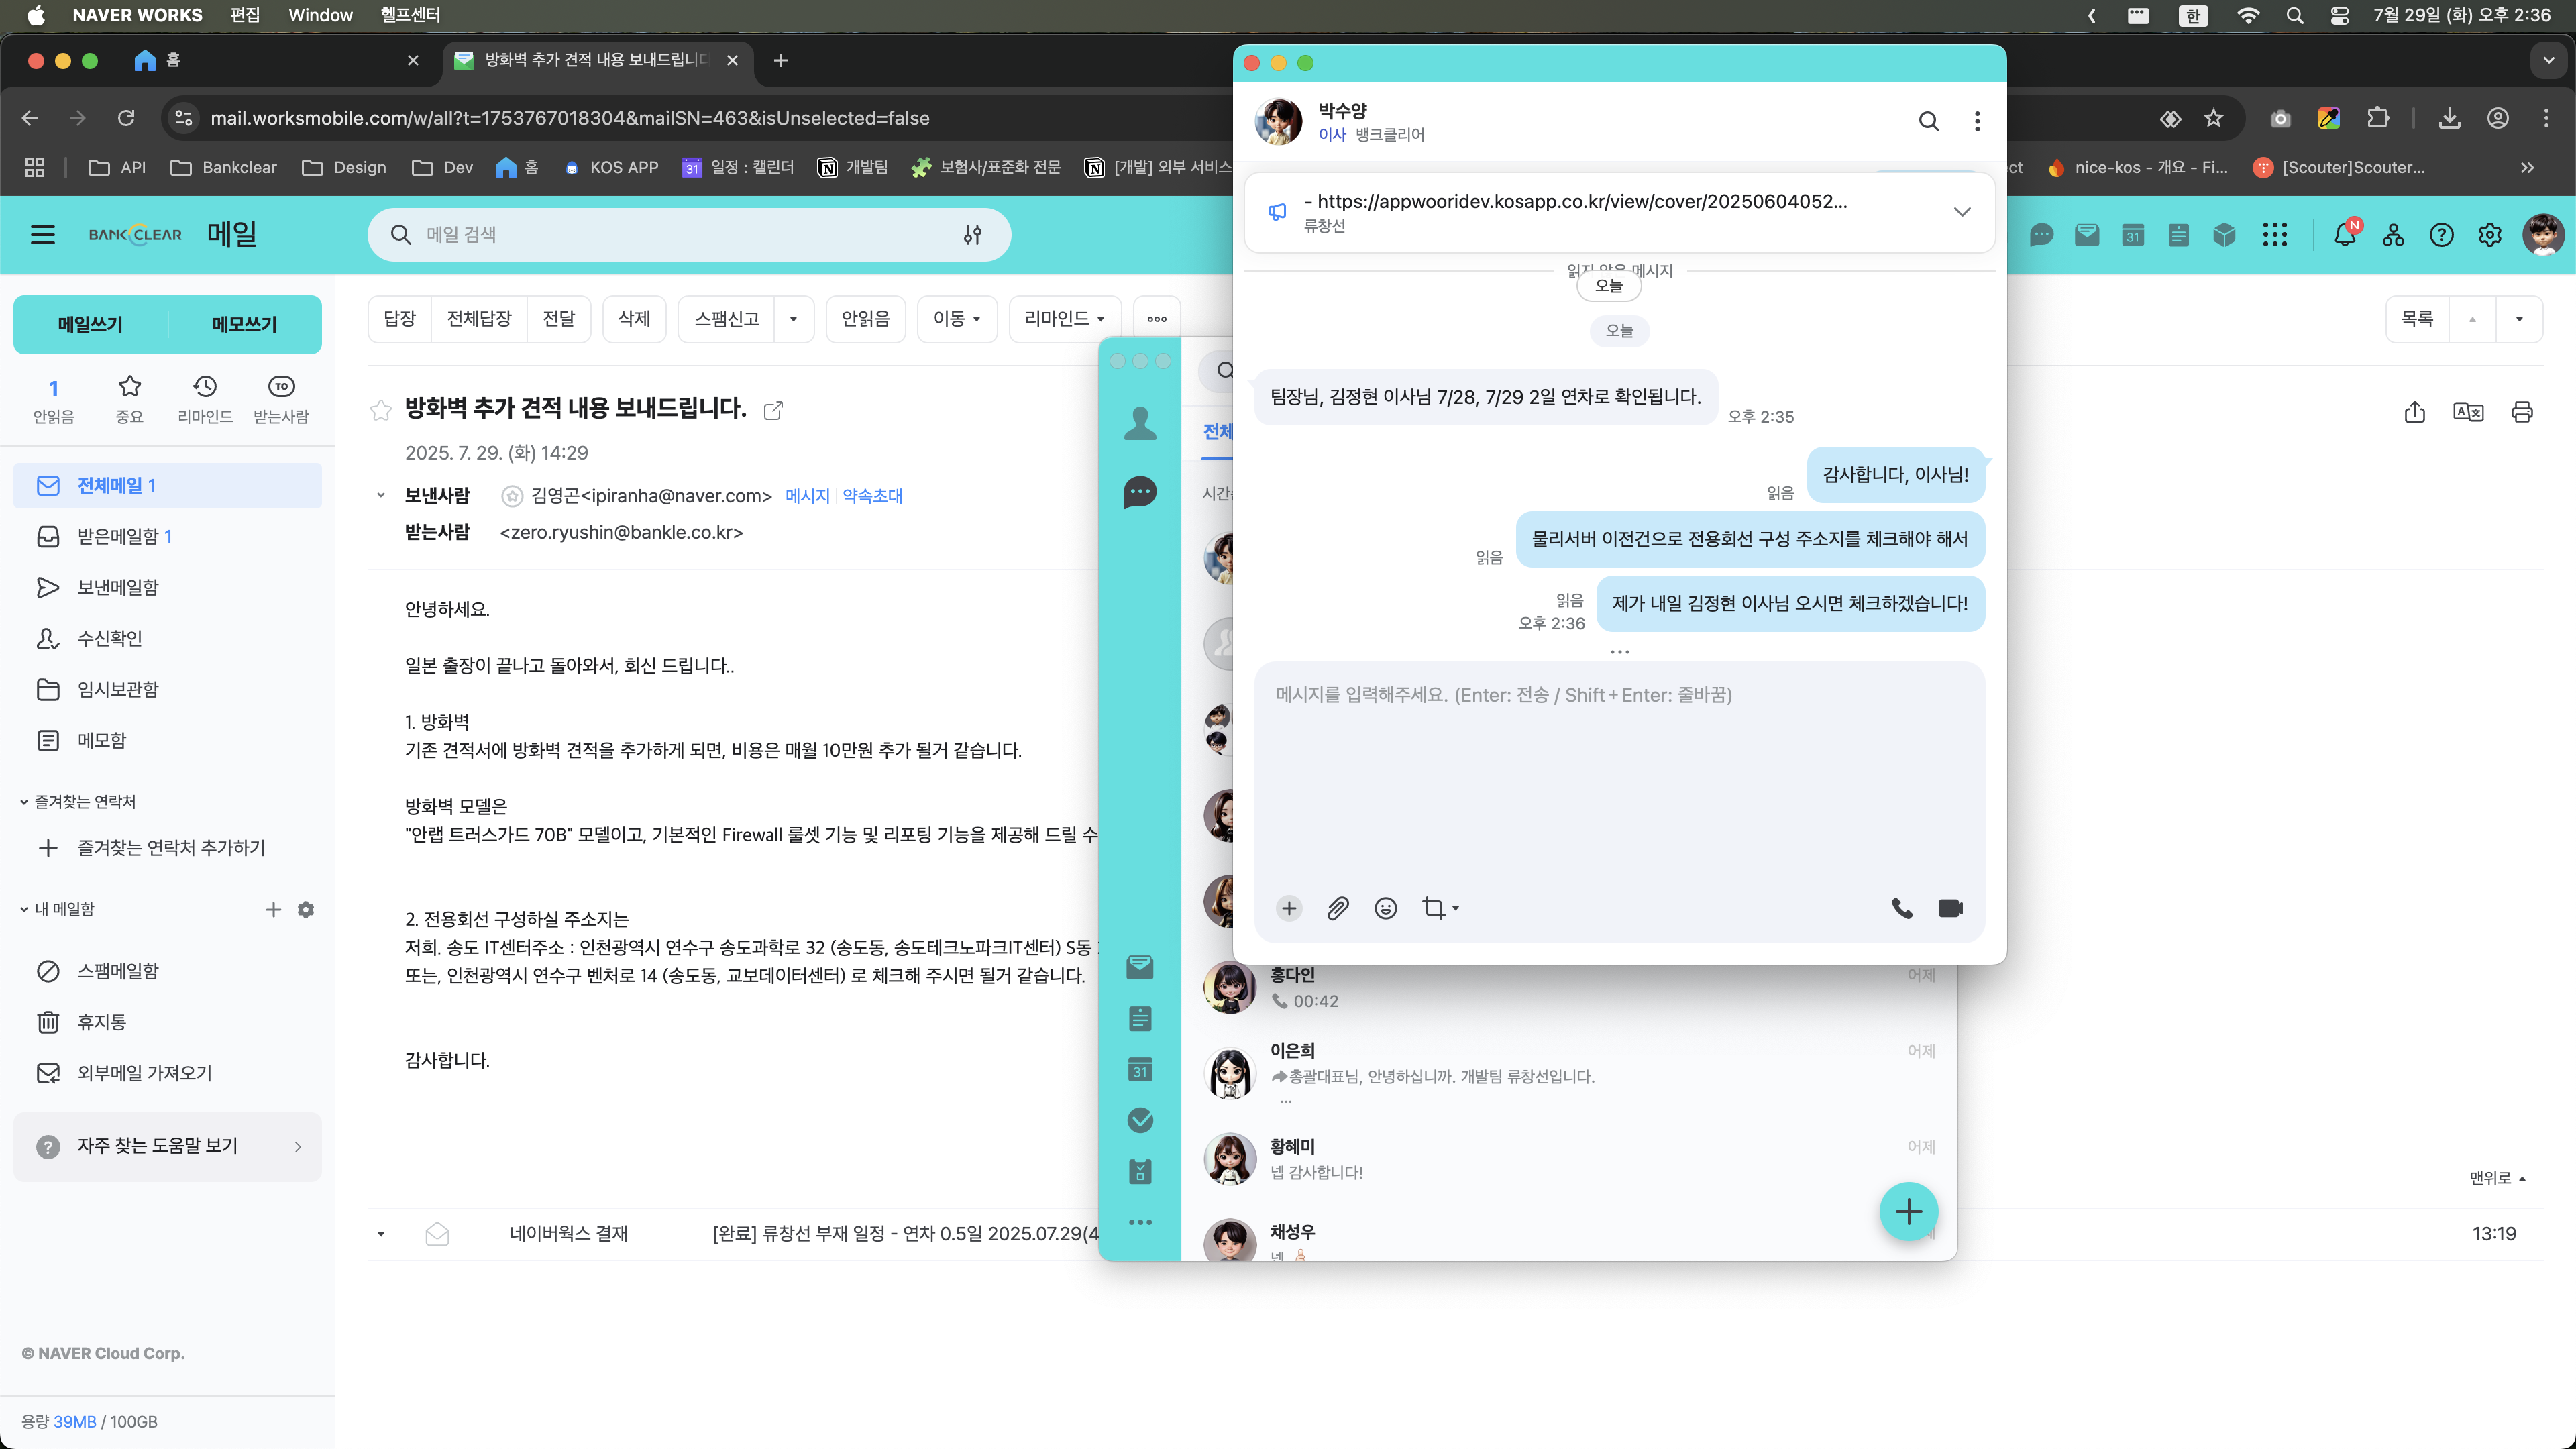 NAVER WORKS 편집 Window 헬프센터
한 7월 29일 (화) 오후 2:36
홈
방화벽 추가 견적 내용 보내드립니다
mail.worksmobile.com/w/all?t=1753767018304&mailSN=463&isUnselected=false
API Bankclear Design Dev 홈 KOS APP 31 일정 : 캘린더 개발팀 보험사/표준화 전문 [개발] 외부 서비스
ct nice-kos - 개요 - Fi... [Scouter]Scouter...
BANKCLEAR 메일
메일 검색
31
N
메일쓰기
메모쓰기
1
안읽음
중요
리마인드
TO
받는사람
전체메일 1
받은메일함 1
보낸메일함
수신확인
임시보관함
메모함
즐겨찾는 연락처
즐겨찾는 연락처 추가하기
내 메일함
스팸메일함
휴지통
외부메일 가져오기
자주 찾는 도움말 보기
© NAVER Cloud Corp.
용량 39MB / 100GB
답장 전체답장 전달 삭제 스팸신고 안읽음 이동 리마인드
목록
방화벽 추가 견적 내용 보내드립니다.
2025. 7. 29. (화) 14:29
보낸사람 김영곤<ipiranha@naver.com> 메시지 약속초대
받는사람 <zero.ryushin@bankle.co.kr>
안녕하세요.
일본 출장이 끝나고 돌아와서, 회신 드립니다..
1. 방화벽
기존 견적서에 방화벽 견적을 추가하게 되면, 비용은 매월 10만원 추가 될거 같습니다.
방화벽 모델은
"안랩 트러스가드 70B" 모델이고, 기본적인 Firewall 룰셋 기능 및 리포팅 기능을 제공해 드릴 수
2. 전용회선 구성하실 주소지는
저희. 송도 IT센터주소 : 인천광역시 연수구 송도과학로 32 (송도동, 송도테크노파크IT센터) S동
또는, 인천광역시 연수구 벤처로 14 (송도동, 교보데이터센터) 로 체크해 주시면 될거 같습니다.
감사합니다.
맨위로
네이버웍스 결재 [완료] 류창선 부재 일정 - 연차 0.5일 2025.07.29(4
13:19
박수양
이사 뱅크클리어
- https://appwooridev.kosapp.co.kr/view/cover/20250604052...
류창선
읽지 않은 메시지
오늘
오늘
팀장님, 김정현 이사님 7/28, 7/29 2일 연차로 확인됩니다.
오후 2:35
감사합니다, 이사님!
읽음
물리서버 이전건으로 전용회선 구성 주소지를 체크해야 해서
읽음
제가 내일 김정현 이사님 오시면 체크하겠습니다!
읽음
오후 2:36
메시지를 입력해주세요. (Enter: 전송 / Shift + Enter: 줄바꿈)
전체
시간
31
홍다인
어제
00:42
이은희
어제
총괄대표님, 안녕하십니까. 개발팀 류창선입니다.
...
황혜미
어제
넵 감사합니다!
채성우
넵